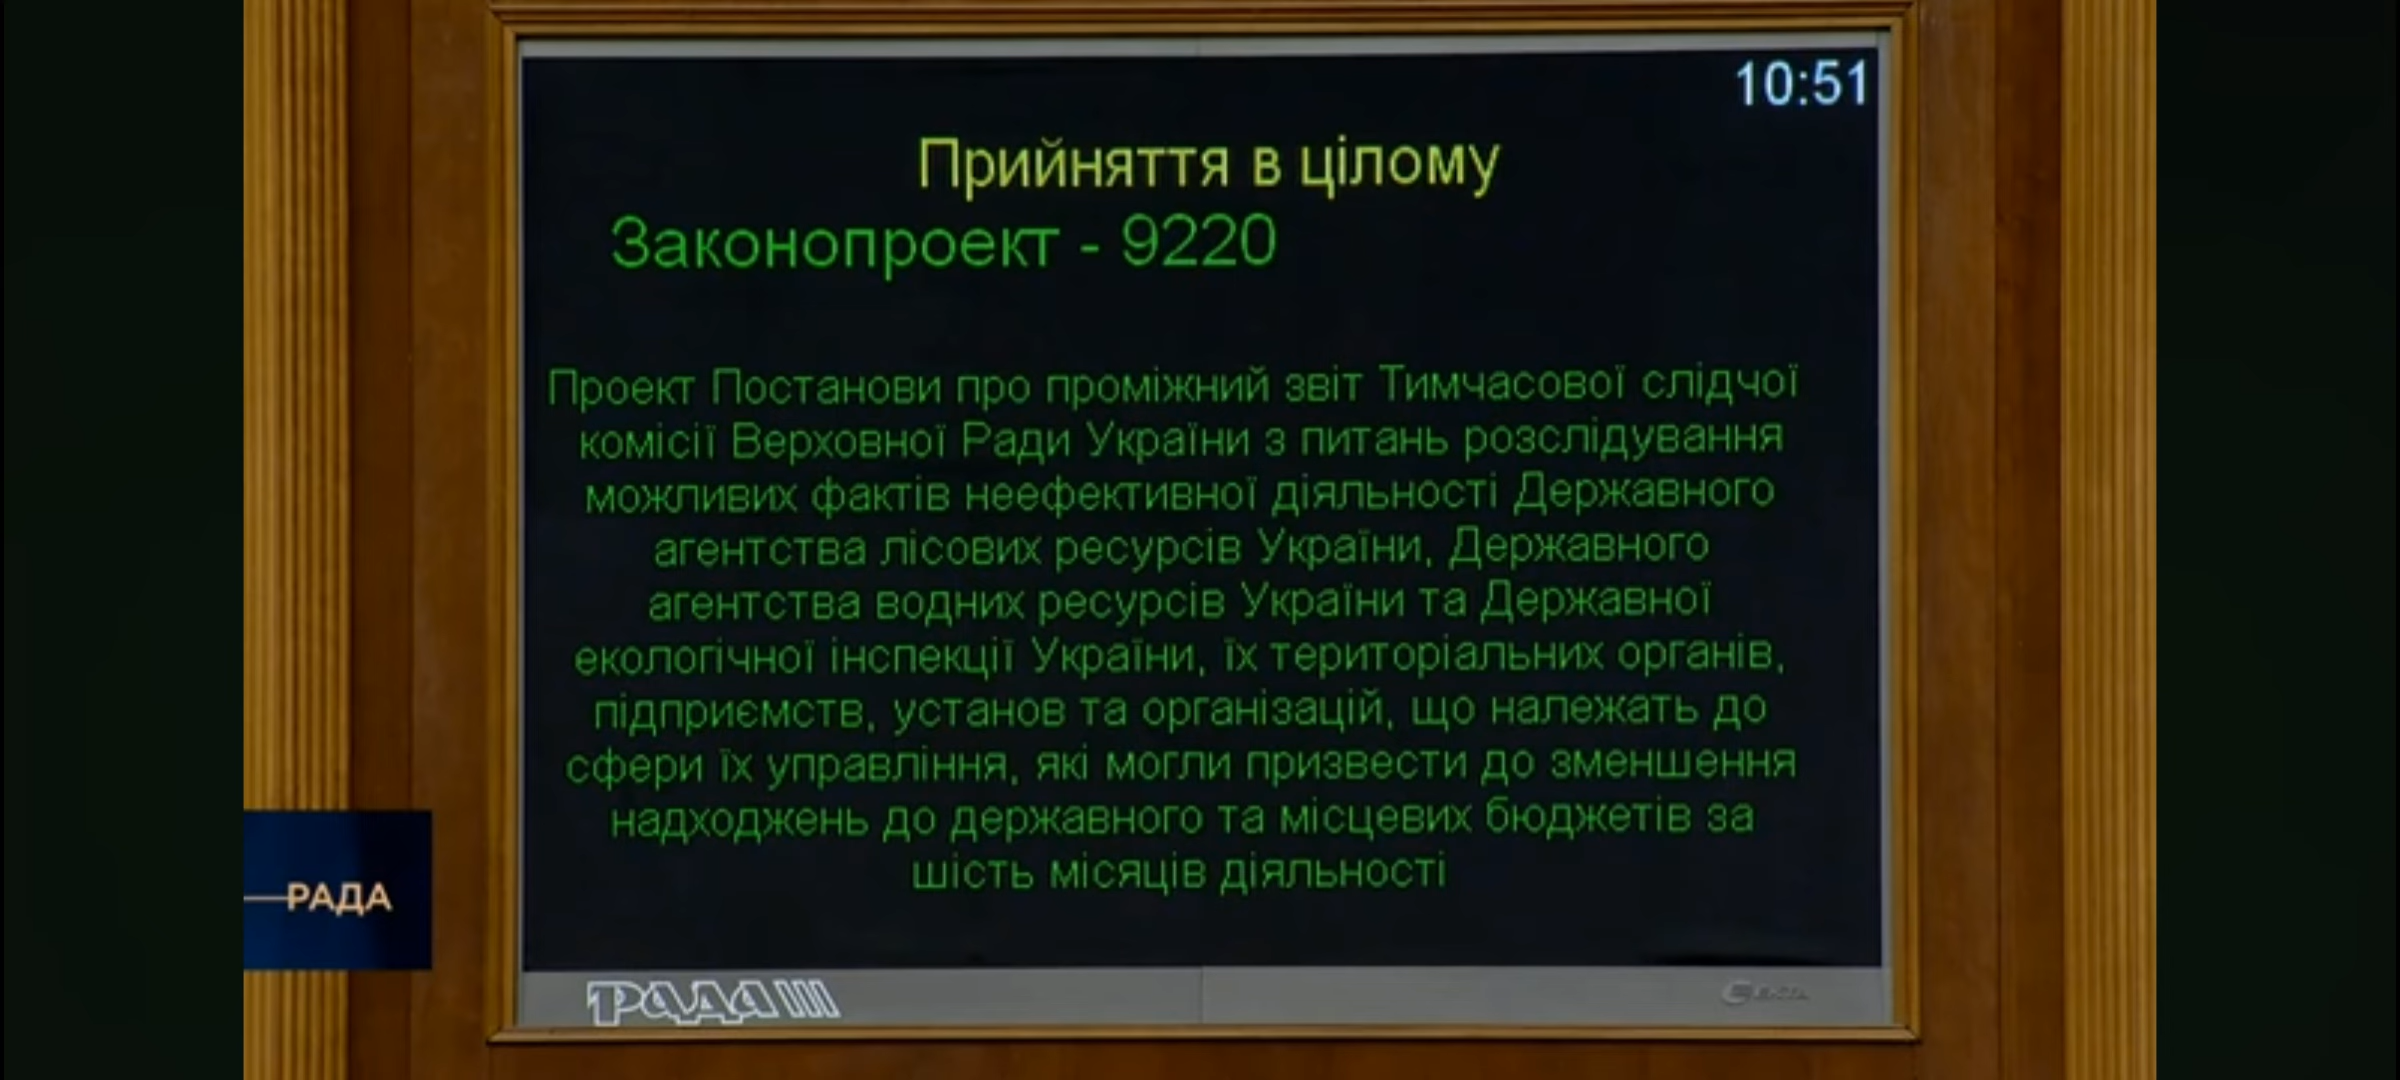 10:51
Прийняття в цілому
Законопроект - 9220
Проект Постанови про проміжний звіт Тимчасової слідчої
комісії Верховної Ради України з питань розслідування
можливих фактів неефективної діяльності Державного
агентства лісових ресурсів України, Державного
агентства водних ресурсів України та Державної
екологічної інспекції України, їх територіальних органів,
підприємств, установ та організацій, що належать до
сфери їх управління, які могли призвести до зменшення
надходжень до державного та місцевих бюджетів за
шість місяців діяльності
РАДА
РАДА III